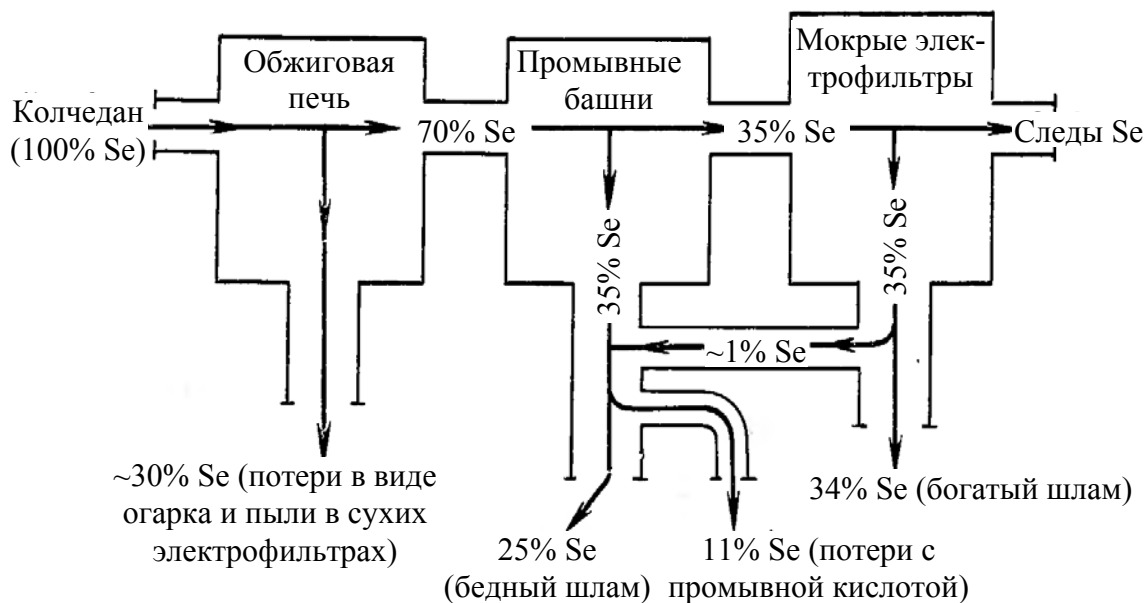 Обжиговая
печь
Промывные
башни
Мокрые элек-
трофильтры
Колчедан
(100% Se)
70% Se
35% Se
Следы Se
35% Se
35% Se
~1% Se
~30% Se (потери в виде
огарка и пыли в сухих
электрофильтрах)
25% Se
(бедный шлам)
11% Se (потери с
промывной кислотой)
34% Se (богатый шлам)